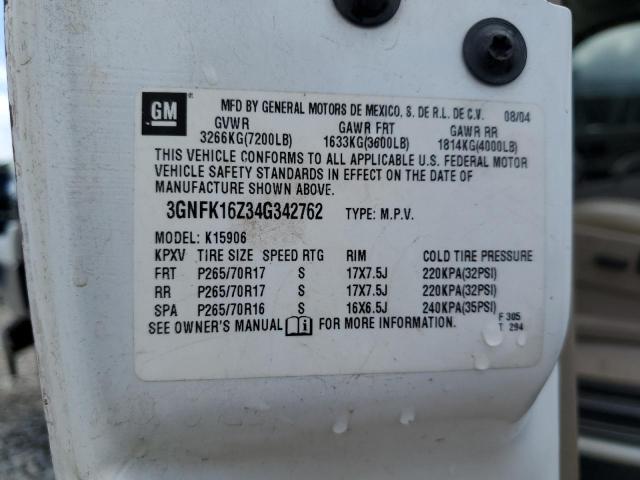 GM
MFD BY GENERAL MOTORS DE MEXICO, S. DE R.L. DE C.V. 08/04
GVWR GAWR FRT GAWR RR
3266KG(7200LB) 1633KG(3600LB) 1814KG(4000LB)
THIS VEHICLE CONFORMS TO ALL APPLICABLE U.S. FEDERAL MOTOR
VEHICLE SAFETY STANDARDS IN EFFECT ON THE DATE OF
MANUFACTURE SHOWN ABOVE.
3GNFK16Z34G342762 TYPE: M.P.V.
MODEL: K15906
KPXV TIRE SIZE SPEED RTG RIM COLD TIRE PRESSURE
FRT P265/70R17 S 17X7.5J 220KPA(32PSI)
RR P265/70R17 S 17X7.5J 220KPA(32PSI)
SPA P265/70R16 S 16X6.5J 240KPA(35PSI)
SEE OWNER'S MANUAL FOR MORE INFORMATION.
F 305
T 294